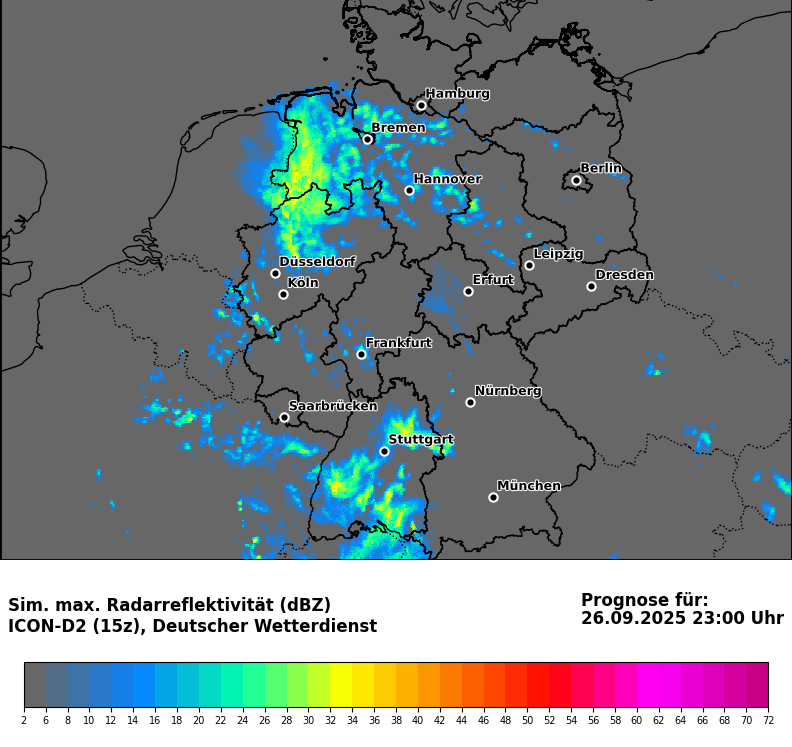 Hamburg
Bremen
Berlin
Hannover
Leipzig
Düsseldorf
Dresden
Köln
Erfurt
Frankfurt
Nürnberg
Saarbrücken
Stuttgart
München
Sim. max. Radarreflektivität (dBZ)
ICON-D2 (15z), Deutscher Wetterdienst
Prognose für:
26.09.2025 23:00 Uhr
2 6 8 10 12 14 16 18 20 22 24 26 28 30 32 34 36 38 40 42 44 46 48 50 52 54 56 58 60 62 64 66 68 70 72